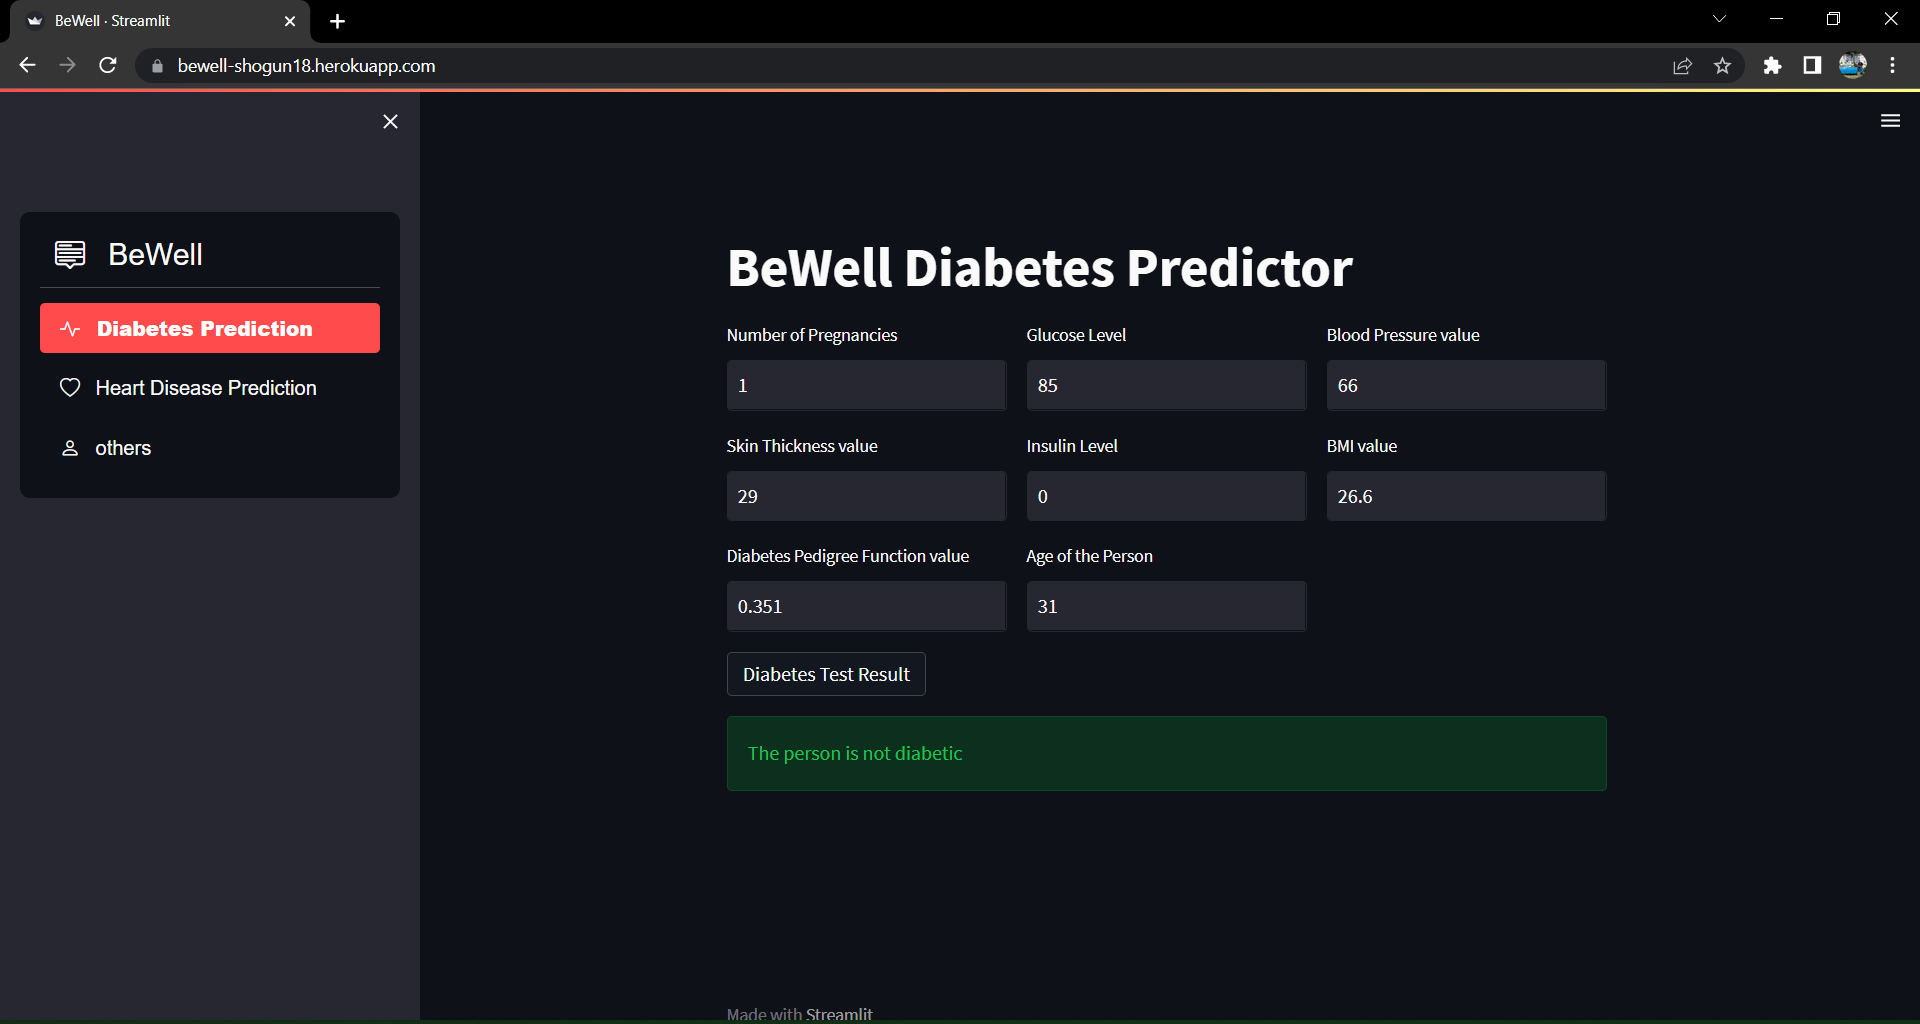 BeWell · Streamlit
bewell-shogun18.herokuapp.com
BeWell
Diabetes Prediction
Heart Disease Prediction
others
BeWell Diabetes Predictor
Number of Pregnancies Glucose Level Blood Pressure value
1 85 66
Skin Thickness value Insulin Level BMI value
29 0 26.6
Diabetes Pedigree Function value Age of the Person
0.351 31
Diabetes Test Result
The person is not diabetic
Made with Streamlit